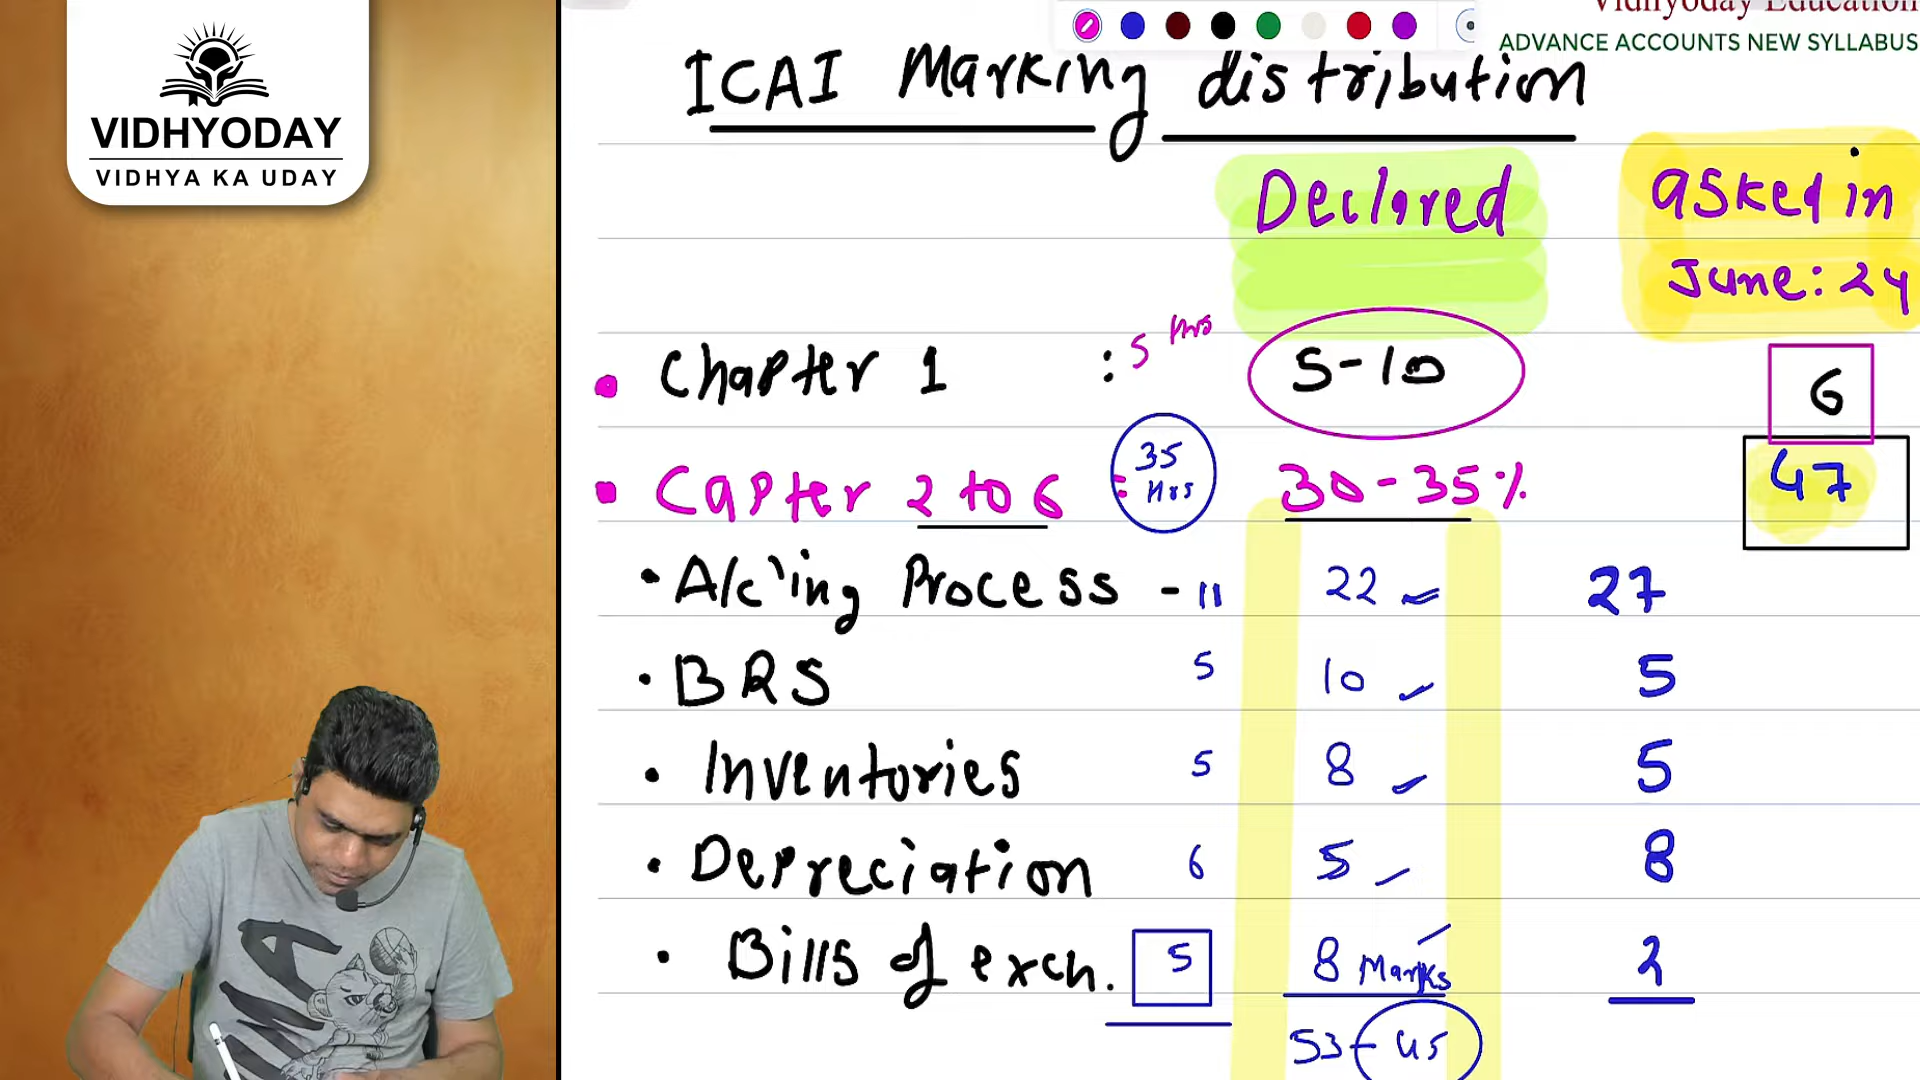 VIDHYODAY
VIDHYA KA UDAY
Vidhyoday Education
ADVANCE ACCOUNTS NEW SYLLABUS
ICAI Marking distribution
Declared
asked in
June: 24
• Chapter 1 : 5 Hrs 5-10 6
• Capter 2 to 6 : 35 Hrs 30-35% 47
• A/c'ing Process - 11 22 27
• BRS 5 10 5
• Inventories 5 8 5
• Depreciation 6 5 8
• Bills of exch. 5 8 Marks 2
53 - 45
MA